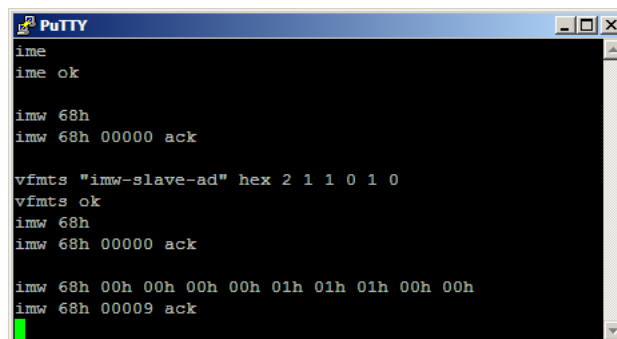 PuTTY
ime
ime ok
imw 68h
imw 68h 00000 ack
vfmts "imw-slave-ad" hex 2 1 1 0 1 0
vfmts ok
imw 68h
imw 68h 00000 ack
imw 68h 00h 00h 00h 00h 01h 01h 01h 00h 00h
imw 68h 00009 ack